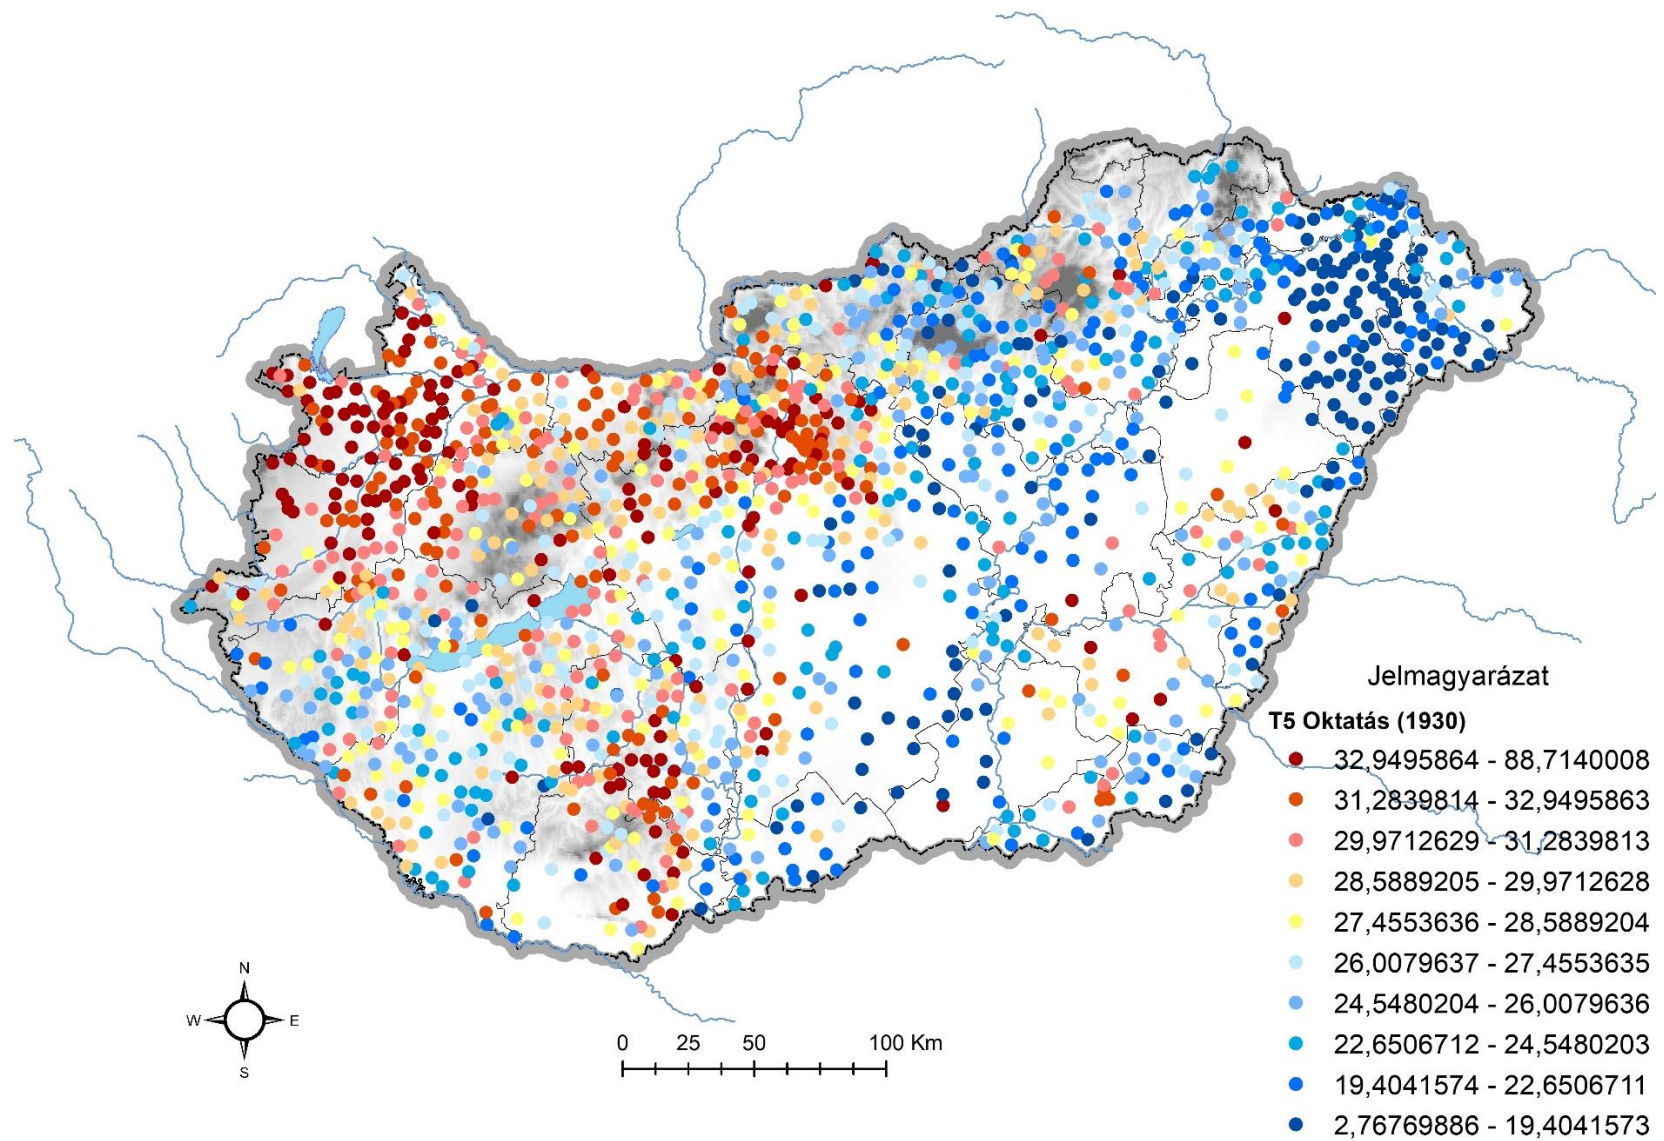 Jelmagyarázat
T5 Oktatás (1930)
32,9495864 - 88,7140008
31,2839814 - 32,9495863
29,9712629 - 31,2839813
28,5889205 - 29,9712628
27,4553636 - 28,5889204
26,0079637 - 27,4553635
24,5480204 - 26,0079636
22,6506712 - 24,5480203
19,4041574 - 22,6506711
2,76769886 - 19,4041573
N
W E
S
0 25 50 100 Km